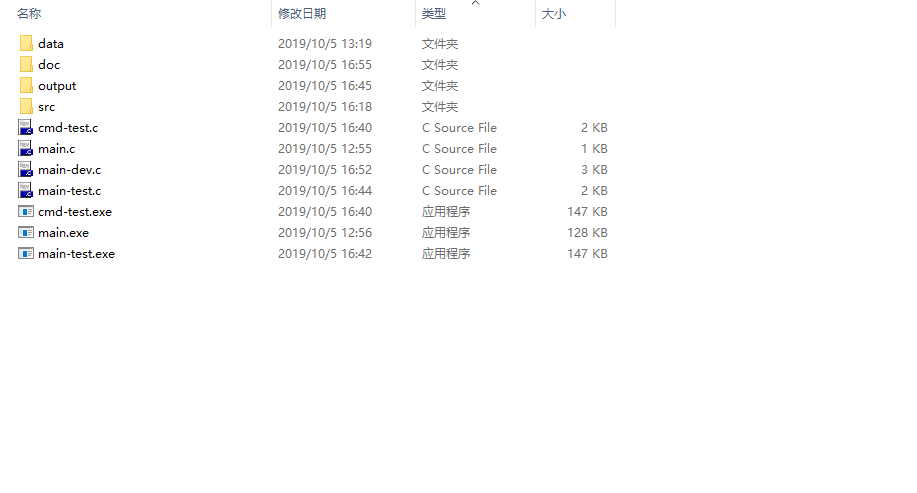 名称 修改日期 类型 大小
data 2019/10/5 13:19 文件夹
doc 2019/10/5 16:55 文件夹
output 2019/10/5 16:45 文件夹
src 2019/10/5 16:18 文件夹
cmd-test.c 2019/10/5 16:40 C Source File 2 KB
main.c 2019/10/5 12:55 C Source File 1 KB
main-dev.c 2019/10/5 16:52 C Source File 3 KB
main-test.c 2019/10/5 16:44 C Source File 2 KB
cmd-test.exe 2019/10/5 16:40 应用程序 147 KB
main.exe 2019/10/5 12:56 应用程序 128 KB
main-test.exe 2019/10/5 16:42 应用程序 147 KB